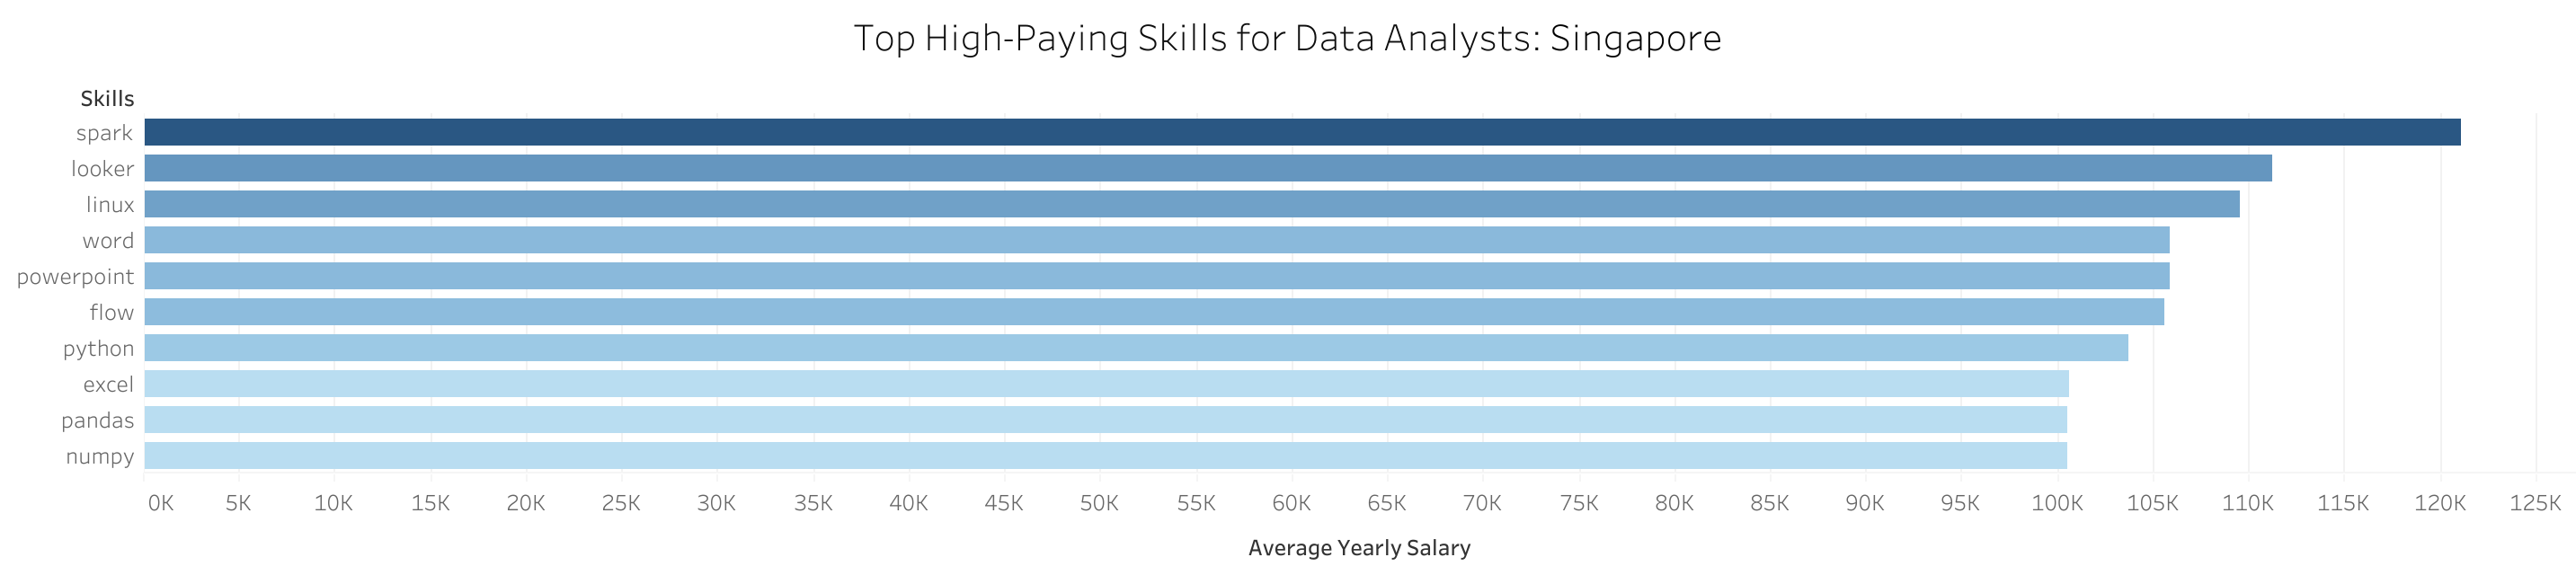 Top High-Paying Skills for Data Analysts: Singapore
Skills
spark
looker
linux
word
powerpoint
flow
python
excel
pandas
numpy
0K 5K 10K 15K 20K 25K 30K 35K 40K 45K 50K 55K 60K 65K 70K 75K 80K 85K 90K 95K 100K 105K 110K 115K 120K 125K
Average Yearly Salary